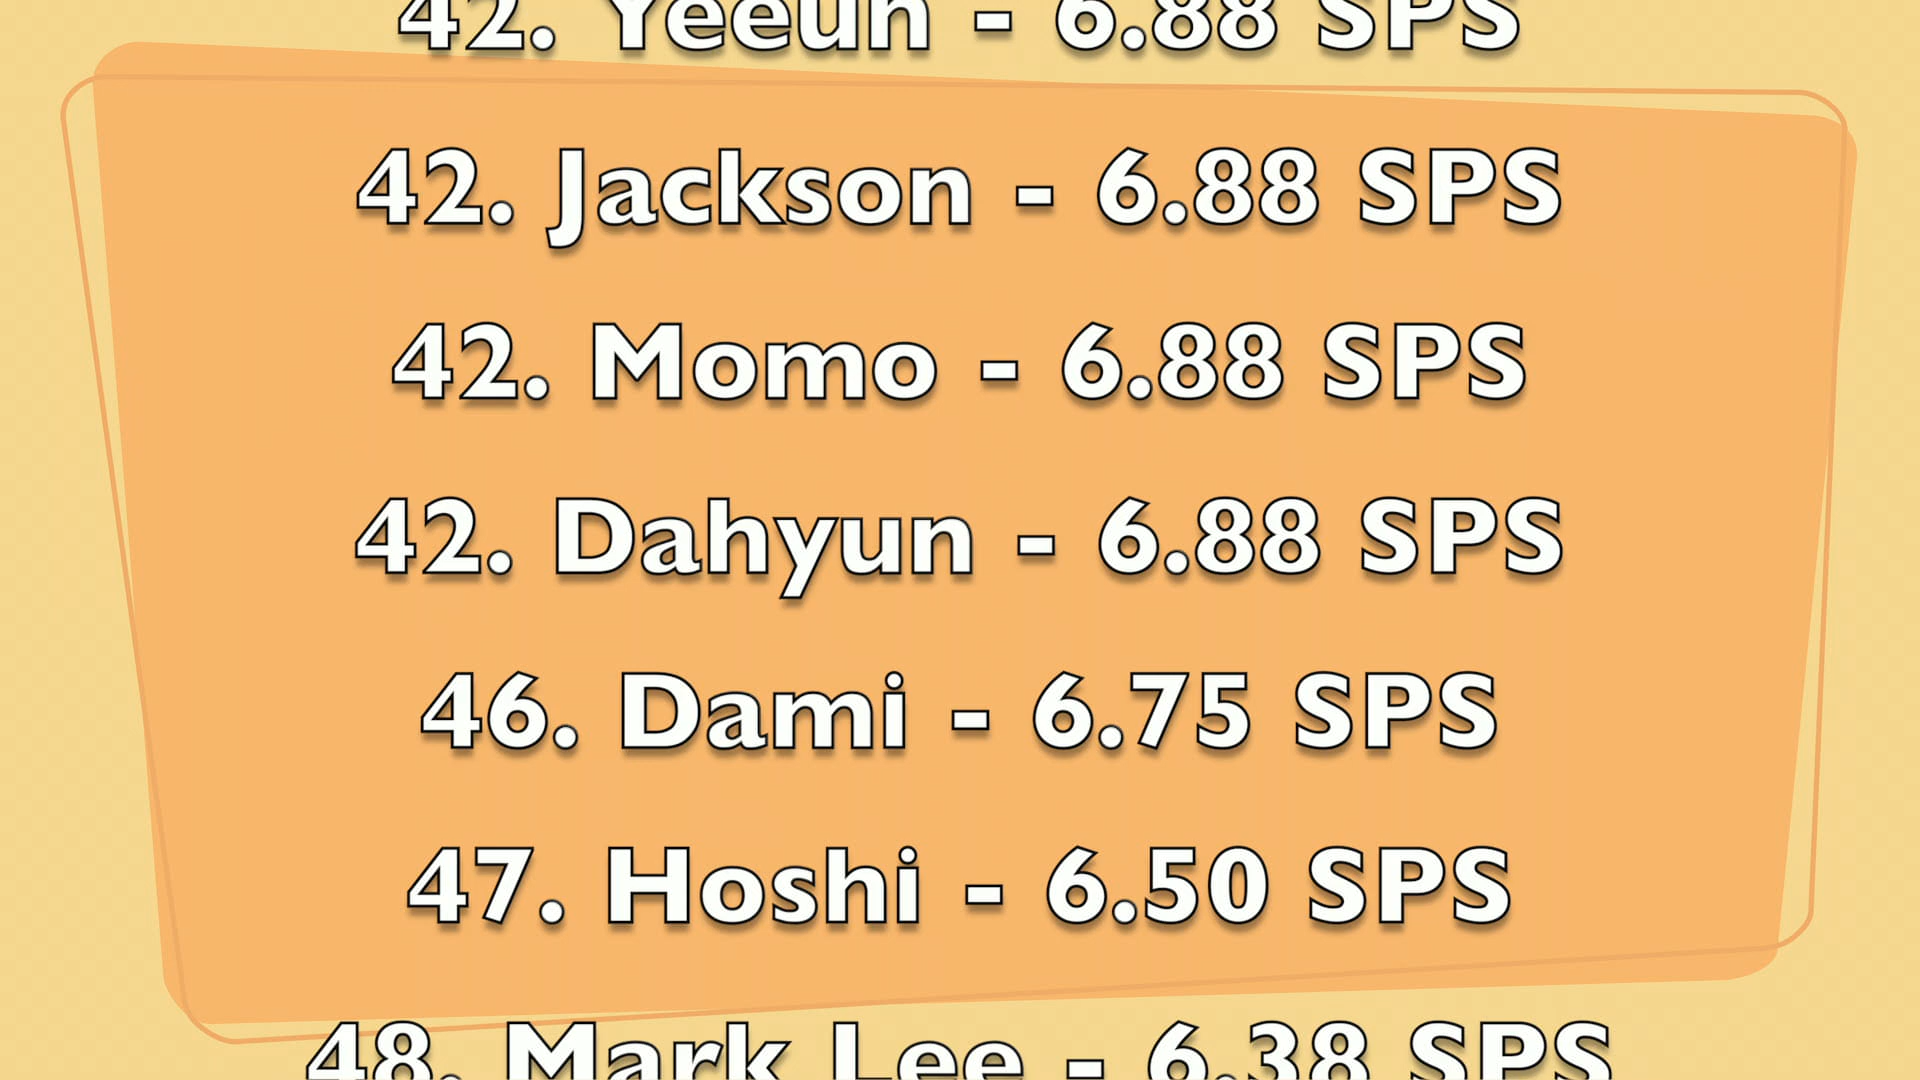 42. Yeeun - 6.88 SPS
42. Jackson - 6.88 SPS
42. Momo - 6.88 SPS
42. Dahyun - 6.88 SPS
46. Dami - 6.75 SPS
47. Hoshi - 6.50 SPS
48. Mark Lee - 6.38 SPS